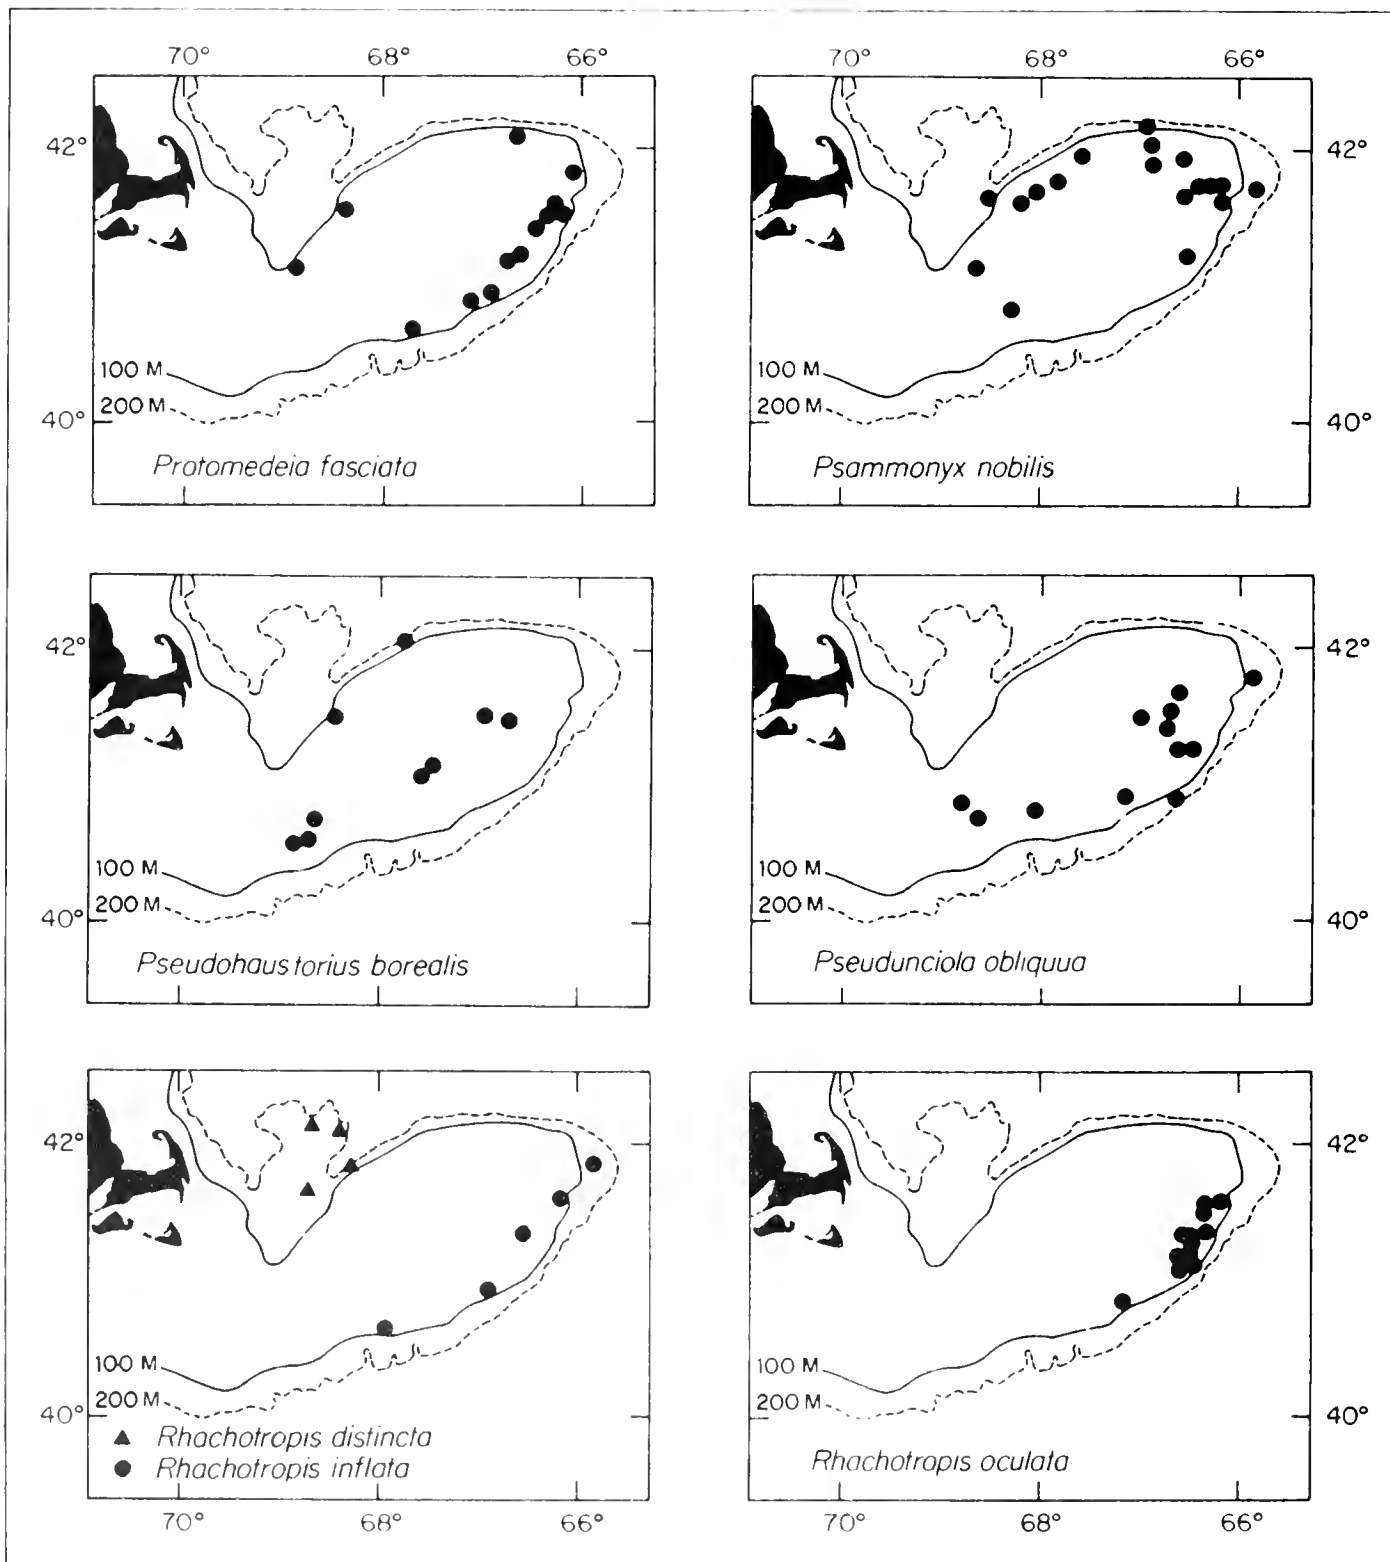 70° 68° 66°
70° 68° 66°
42°
42°
100 M
200 M
40°
Protomedeia fasciata
100 M
200 M
40°
Psammonyx nobilis
42°
42°
100 M
200 M
40°
Pseudohaustorius borealis
100 M
200 M
40°
Pseudunciola obliquua
42°
42°
100 M
200 M
40°
Rhachotropis distincta
Rhachotropis inflata
100 M
200 M
40°
Rhachotropis oculata
70° 68° 66°
70° 68° 66°